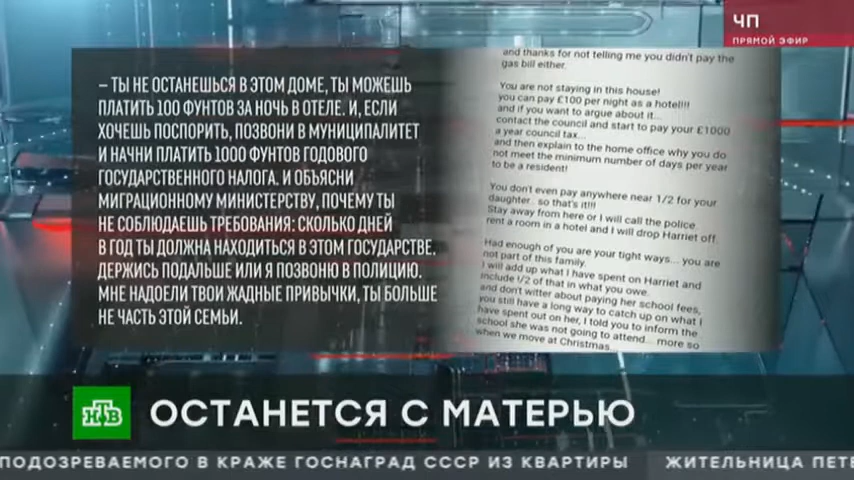 ЧП
ПРЯМОЙ ЭФИР
– ТЫ НЕ ОСТАНЕШЬСЯ В ЭТОМ ДОМЕ, ТЫ МОЖЕШЬ
ПЛАТИТЬ 100 ФУНТОВ ЗА НОЧЬ В ОТЕЛЕ. И, ЕСЛИ
ХОЧЕШЬ ПОСПОРИТЬ, ПОЗВОНИ В МУНИЦИПАЛИТЕТ
И НАЧНИ ПЛАТИТЬ 1000 ФУНТОВ ГОДОВОГО
ГОСУДАРСТВЕННОГО НАЛОГА. И ОБЪЯСНИ
МИГРАЦИОННОМУ МИНИСТЕРСТВУ, ПОЧЕМУ ТЫ
НЕ СОБЛЮДАЕШЬ ТРЕБОВАНИЯ: СКОЛЬКО ДНЕЙ
В ГОД ТЫ ДОЛЖНА НАХОДИТЬСЯ В ЭТОМ ГОСУДАРСТВЕ.
ДЕРЖИСЬ ПОДАЛЬШЕ ИЛИ Я ПОЗВОНЮ В ПОЛИЦИЮ.
МНЕ НАДОЕЛИ ТВОИ ЖАДНЫЕ ПРИВЫЧКИ, ТЫ БОЛЬШЕ
НЕ ЧАСТЬ ЭТОЙ СЕМЬИ.
and thanks for not telling me you didn't pay the
gas bill either.
You are not staying in this house!
you can pay £100 per night as a hotel!!!
and if you want to argue about it...
contact the council and start to pay your £1000
a year council tax...
and then explain to the home office why you do
not meet the minimum number of days per year
to be a resident!
You don't even pay anywhere near 1/2 for your
daughter.. so that's it!!!
Stay away from here or I will call the police.
rent a room in a hotel and I will drop Harriet off.
Had enough of you are your tight ways... you are
not part of this family.
I will add up what I have spent on Harriet and
include 1/2 of that in what you owe.
and don't witter about paying her school fees,
you still have a long way to catch up on what I
have spent out on her, I told you to inform the
school she was not going to attend... more so
when we move at Christmas...
НТВ
ОСТАНЕТСЯ С МАТЕРЬЮ
ПОДОЗРЕВАЕМОГО В КРАЖЕ ГОСНАГРАД СССР ИЗ КВАРТИРЫ ЖИТЕЛЬНИЦА ПЕТЕ